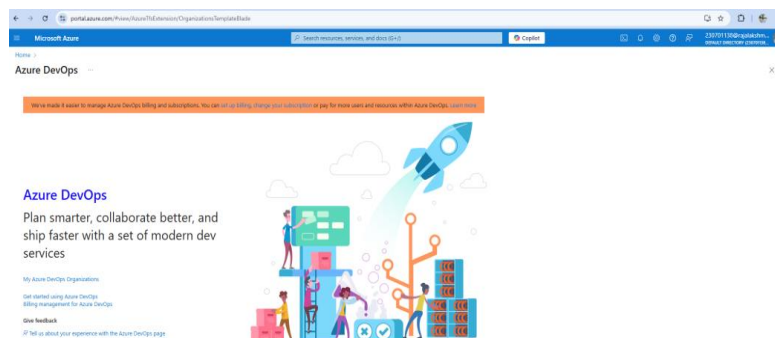 portal.azure.com/#view/AzureTfsExtension/OrganizationsTemplateBlade
Microsoft Azure
Search resources, services, and docs (G+/)
Copilot
230701138@rajalakshm...
DEFAULT DIRECTORY
Home >
Azure DevOps ...
We've made it easier to manage Azure DevOps billing and subscriptions. You can set up billing, change your subscription or pay for more users and resources within Azure DevOps. Learn more
Azure DevOps
Plan smarter, collaborate better, and
ship faster with a set of modern dev
services
My Azure DevOps Organizations
Get started using Azure DevOps
Billing management for Azure DevOps
Give feedback
Tell us about your experience with the Azure DevOps page